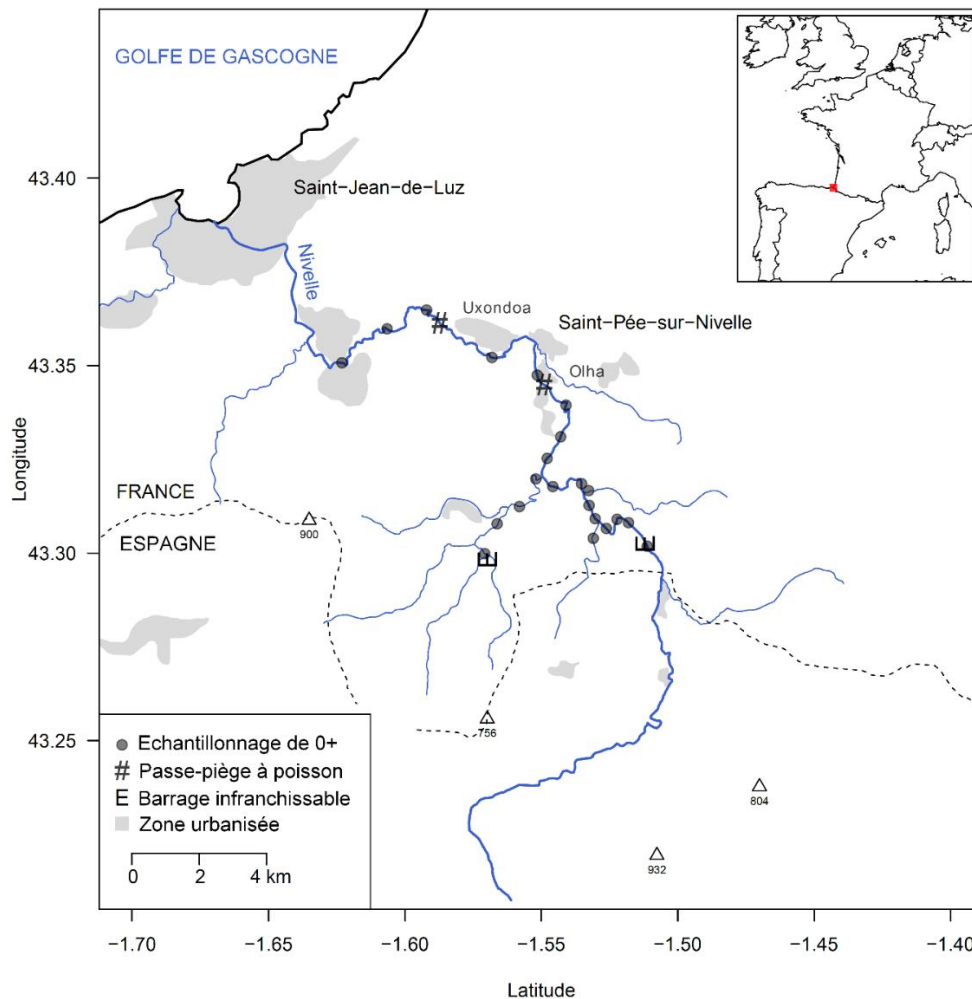 GOLFE DE GASCOGNE
Saint-Jean-de-Luz
Nivelle
Uxondoa
Saint-Pée-sur-Nivelle
Olha
FRANCE
ESPAGNE
900
756
804
932
# Echantillonnage de 0+
# Passe-piège à poisson
E Barrage infranchissable
Zone urbanisée
0 2 4 km
43.40
43.35
43.30
43.25
Longitude
-1.70 -1.65 -1.60 -1.55 -1.50 -1.45 -1.40
Latitude